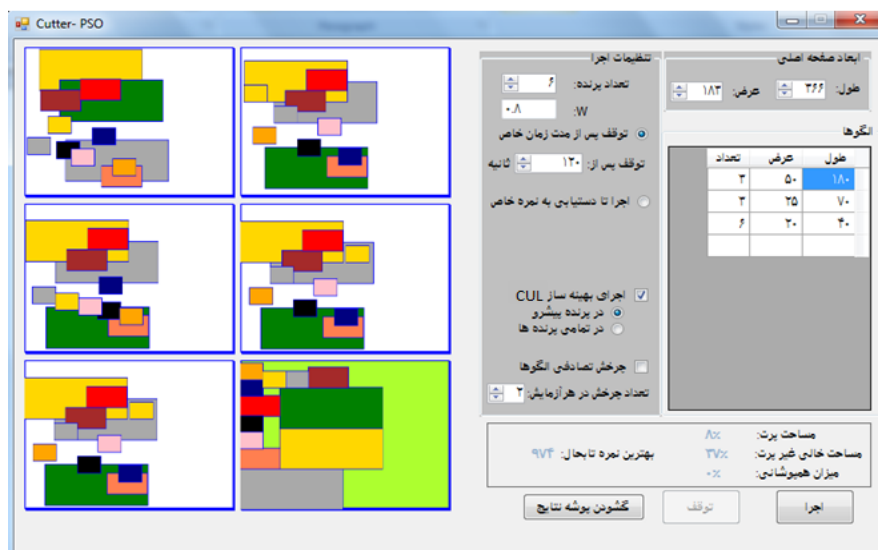 Cutter- PSO
ابعاد صفحه اصلی
طول: ۳۶۶ عرض: ۱۸۳
الگوها
طول عرض تعداد
۱۸۰ ۵۰ ۳
۷۰ ۲۵ ۳
۴۰ ۲۰ ۶
تنظیمات اجرا
تعداد پرنده: ۶
W: ۰.۸
توقف پس از مدت زمان خاص
توقف پس از: ۱۲۰ ثانیه
اجرا تا دستیابی به نمره خاص
اجرای بهینه ساز CUL
در پرنده پیشرو
در تمامی پرنده ها
چرخش تصادفی الگوها
تعداد چرخش در هر آزمایش: ۲
مساحت پرت: ۸%
مساحت خالی غیر پرت: ۳۷% بهترین نمره تابحال: ۹۷۴
میزان همپوشانی: ۰%
اجرا توقف گشودن پوشه نتایج